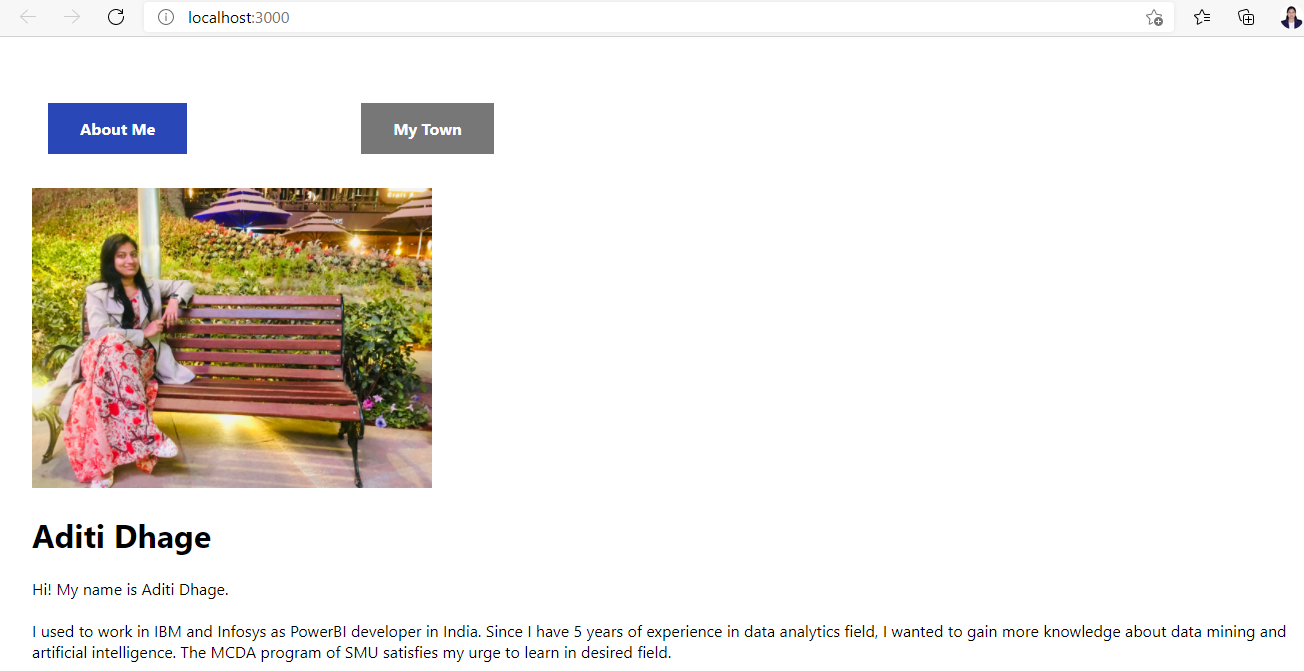 localhost:3000
About Me
My Town
Aditi Dhage
Hi! My name is Aditi Dhage.
I used to work in IBM and Infosys as PowerBI developer in India. Since I have 5 years of experience in data analytics field, I wanted to gain more knowledge about data mining and
artificial intelligence. The MCDA program of SMU satisfies my urge to learn in desired field.